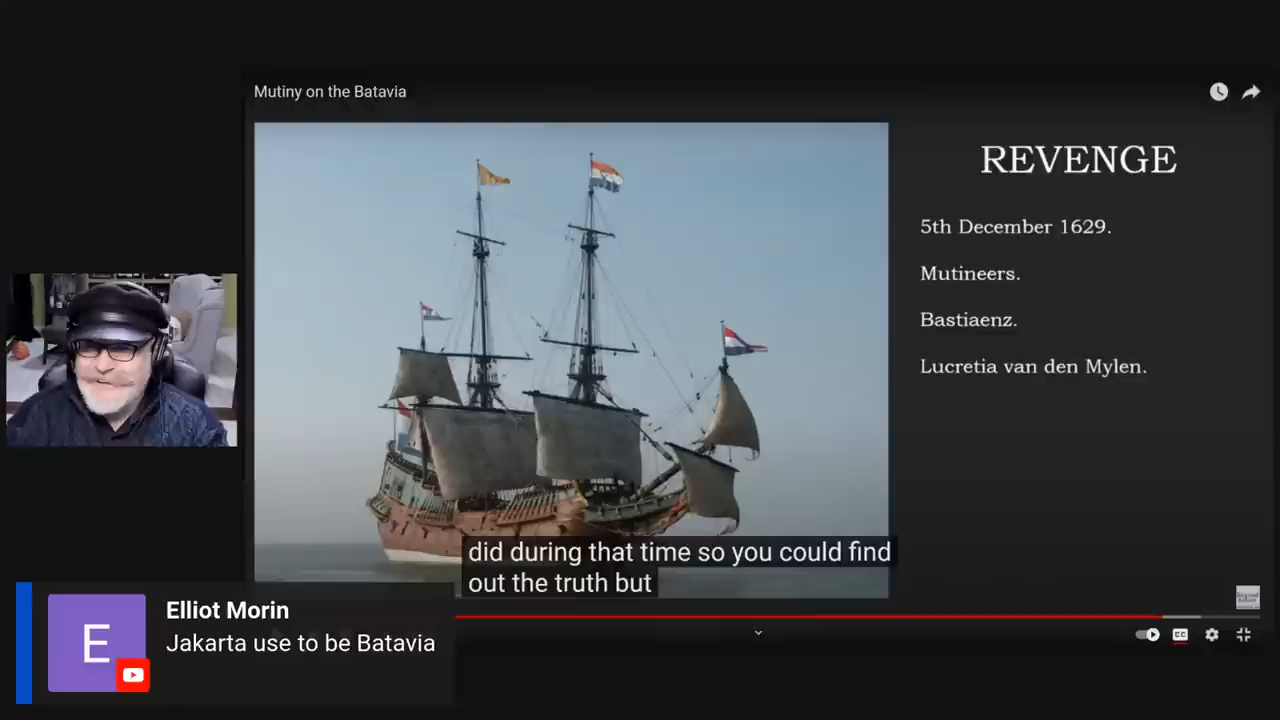 Mutiny on the Batavia
REVENGE
5th December 1629.
Mutineers.
Bastiaenz.
Lucretia van den Mylen.
did during that time so you could find
out the truth but
E
Elliot Morin
Jakarta use to be Batavia
CC